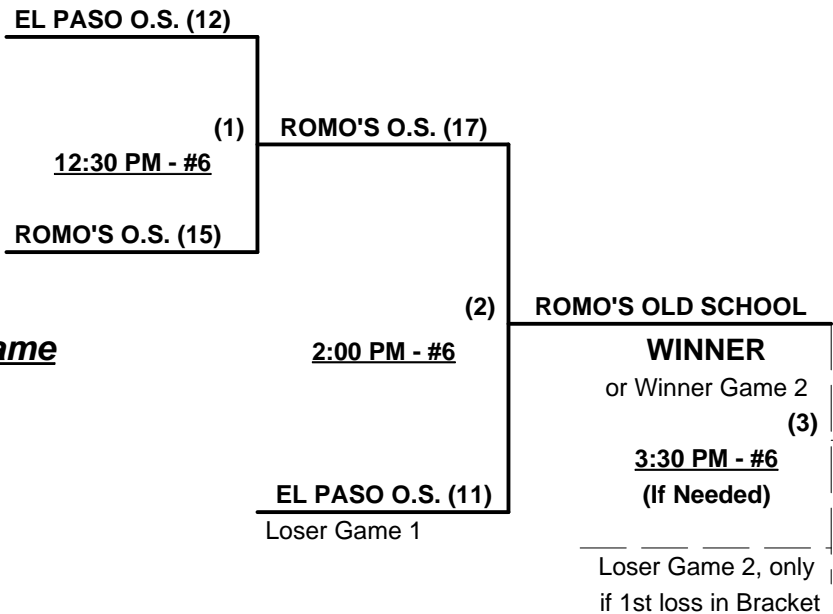 EL PASO O.S. (12)
(1)
ROMO'S O.S. (17)
12:30 PM - #6
ROMO'S O.S. (15)
(2)
ROMO'S OLD SCHOOL
ame
2:00 PM - #6
WINNER
or Winner Game 2
(3)
3:30 PM - #6
(If Needed)
EL PASO O.S. (11)
Loser Game 1
Loser Game 2, only
if 1st loss in Bracket